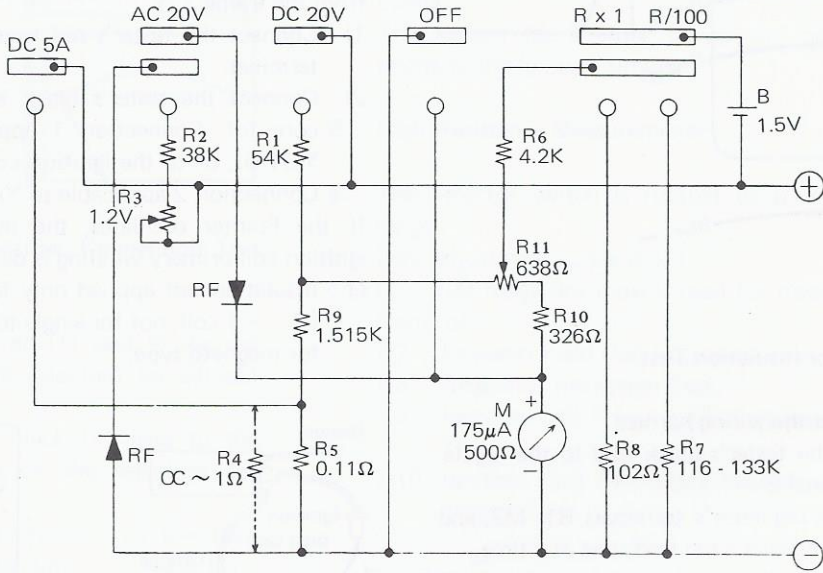 AC 20V
DC 20V
OFF
R x 1
R/100
DC 5A
B
1.5V
R2
38K
R1
54K
R6
4.2K
+
R3
1.2V
R11
638Ω
RF
R9
1.515K
R10
326Ω
+
M
175μA
500Ω
−
RF
R4
OC ~ 1Ω
R5
0.11Ω
R8
102Ω
R7
116 - 133K
−